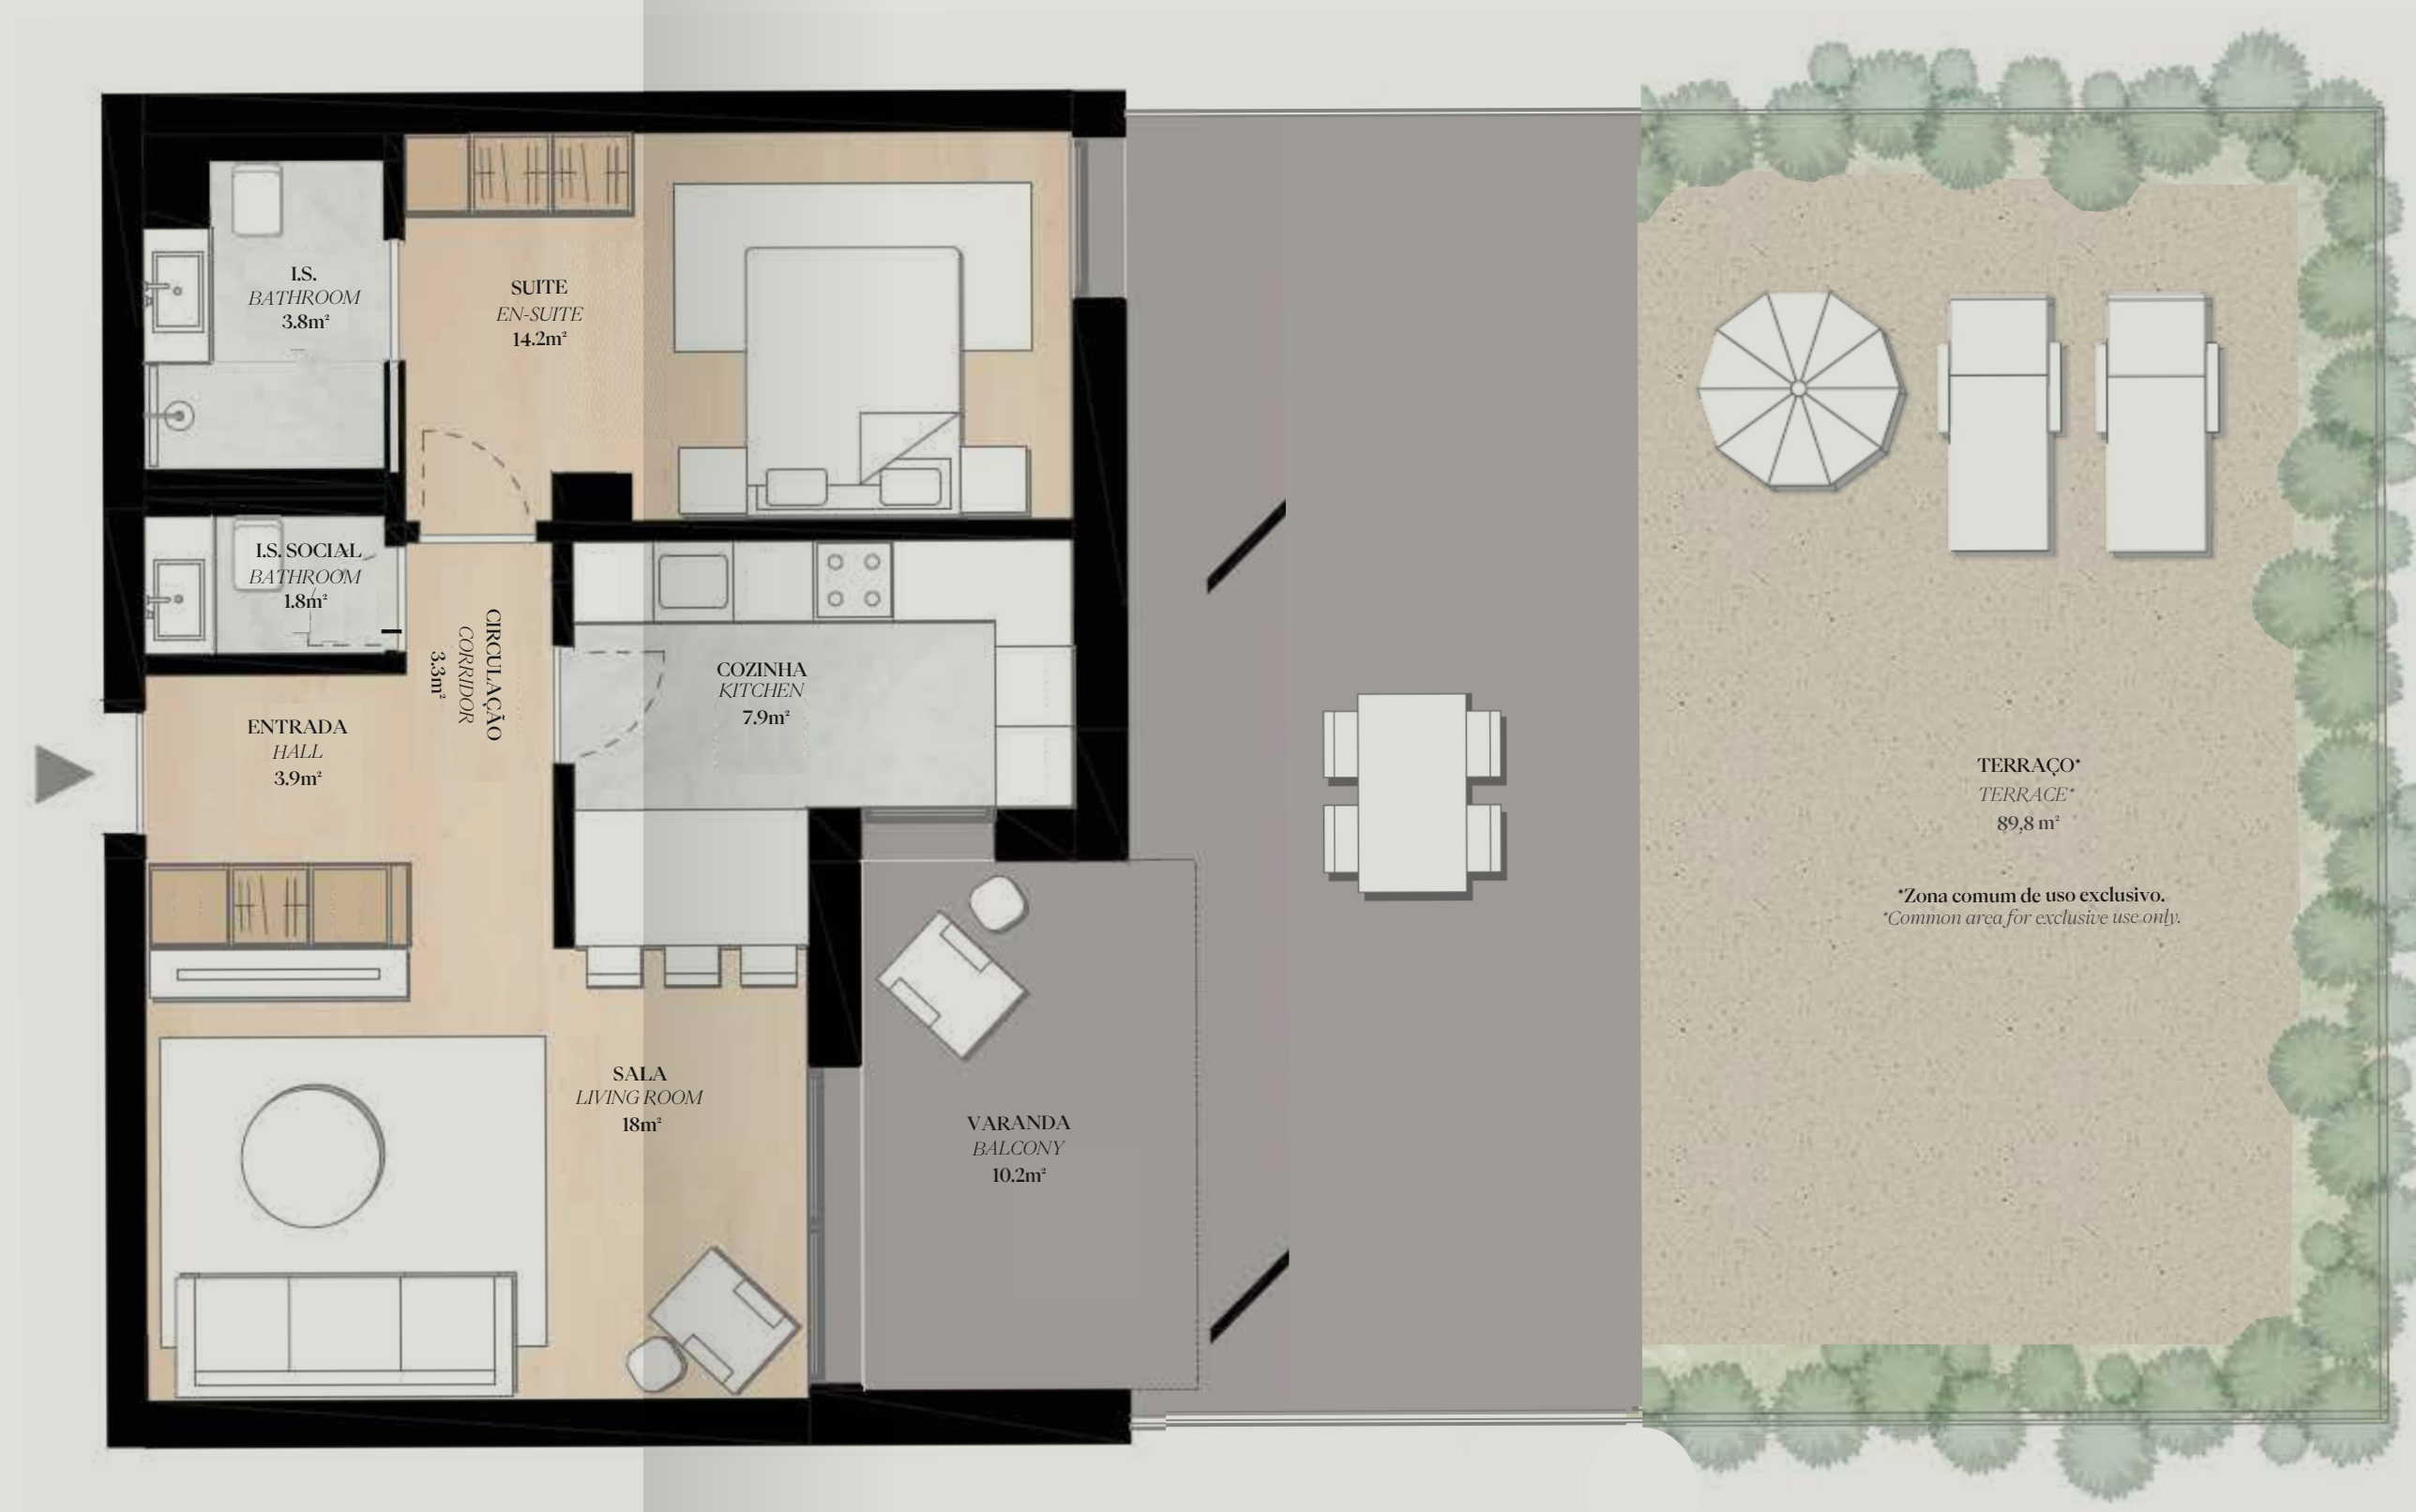 I.S.
BATHROOM
3.8m²
SUITE
EN-SUITE
14.2m²
I.S. SOCIAL
BATHROOM
1.8m²
CIRCULAÇÃO
CORRIDOR
3.3m²
COZINHA
KITCHEN
7.9m²
ENTRADA
HALL
3.9m²
SALA
LIVING ROOM
18m²
VARANDA
BALCONY
10.2m²
TERRAÇO*
TERRACE*
89,8 m²
*Zona comum de uso exclusivo.
*Common area for exclusive use only.